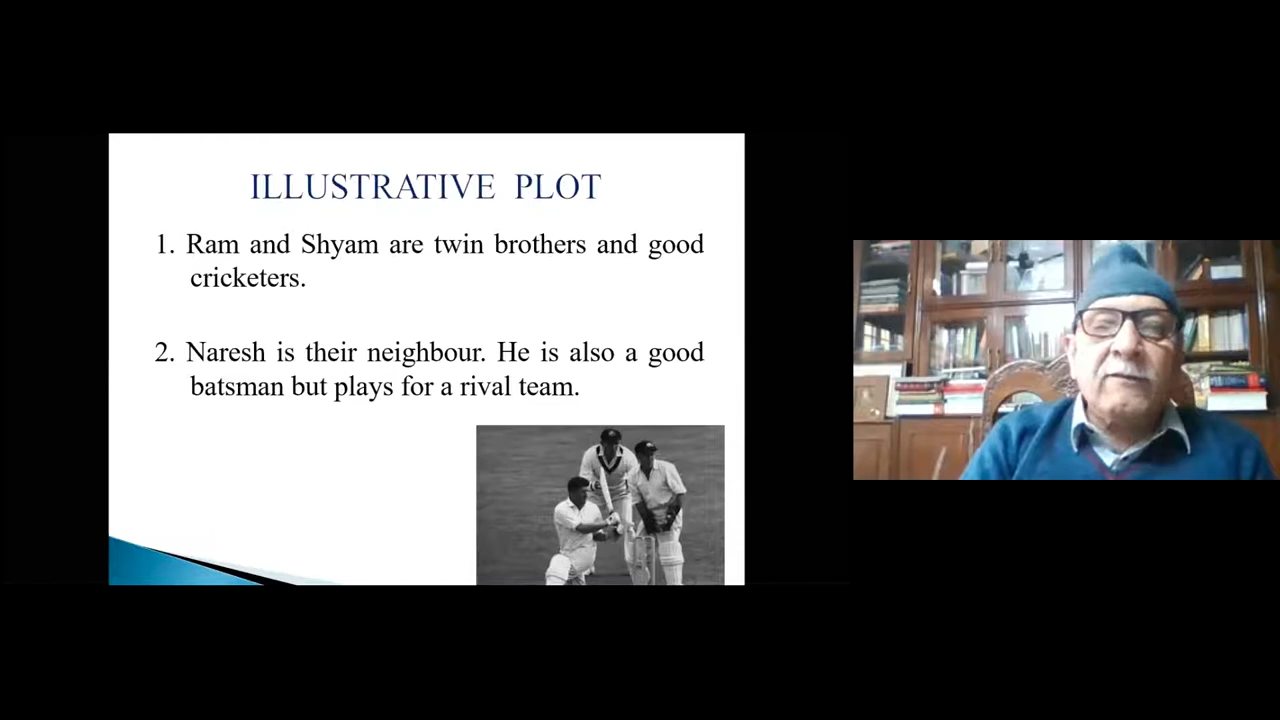 ILLUSTRATIVE PLOT
1. Ram and Shyam are twin brothers and good
cricketers.
2. Naresh is their neighbour. He is also a good
batsman but plays for a rival team.